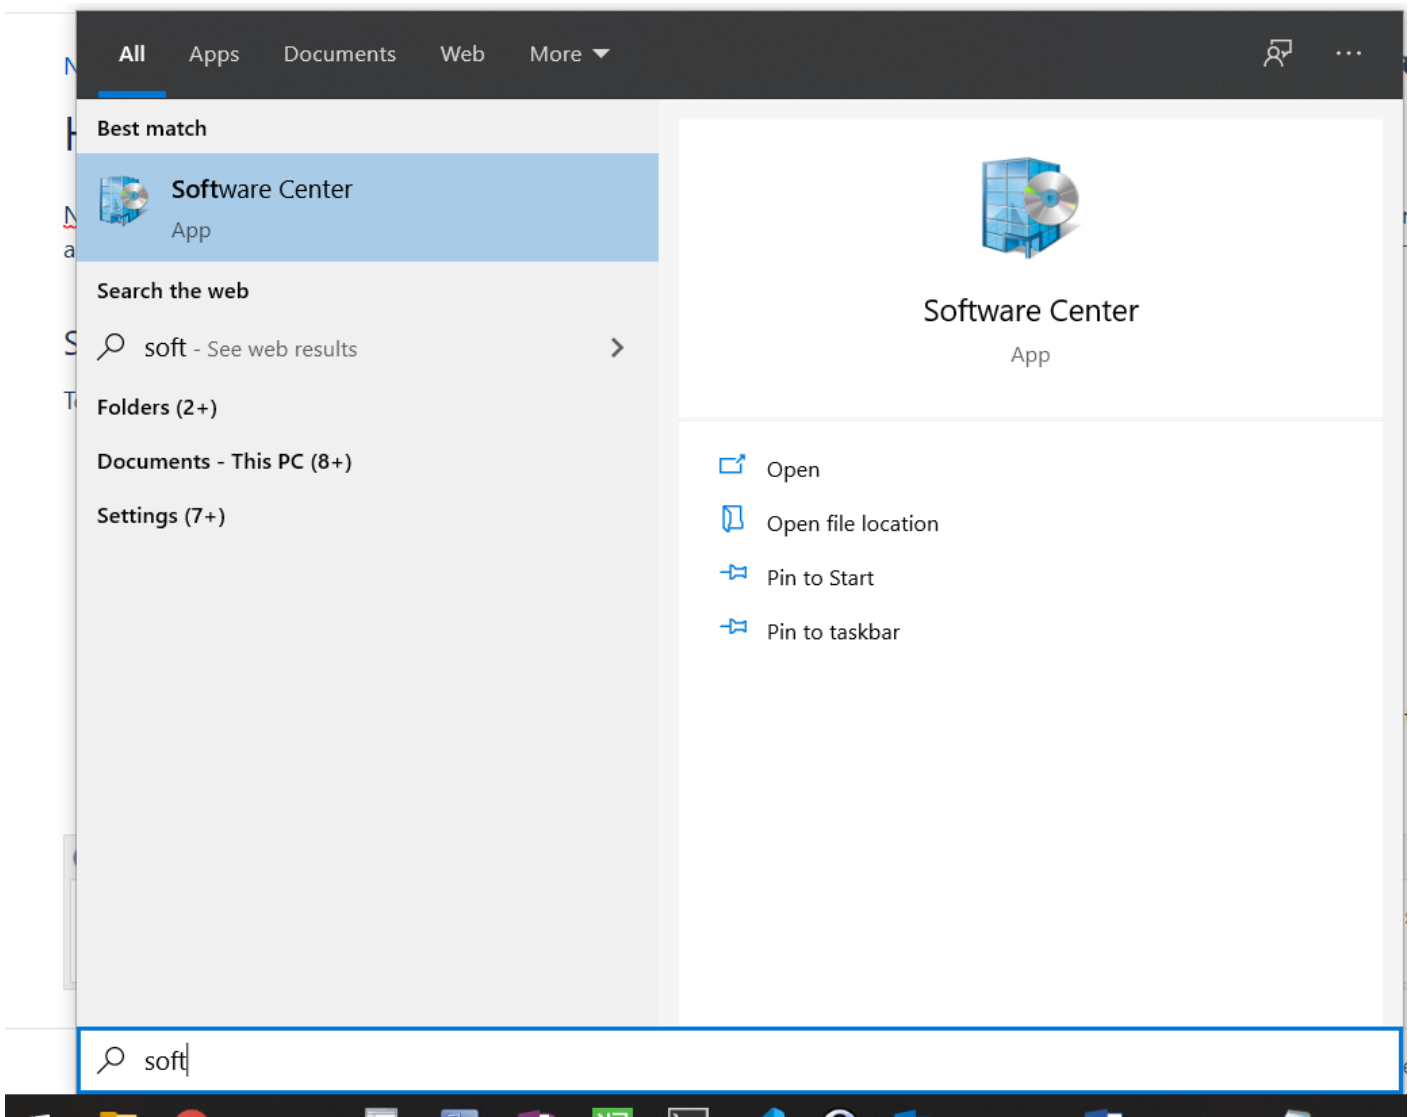 All Apps Documents Web More
Best match
Software Center
App
Search the web
soft - See web results
Folders (2+)
Documents - This PC (8+)
Settings (7+)
Software Center
App
Open
Open file location
Pin to Start
Pin to taskbar
soft